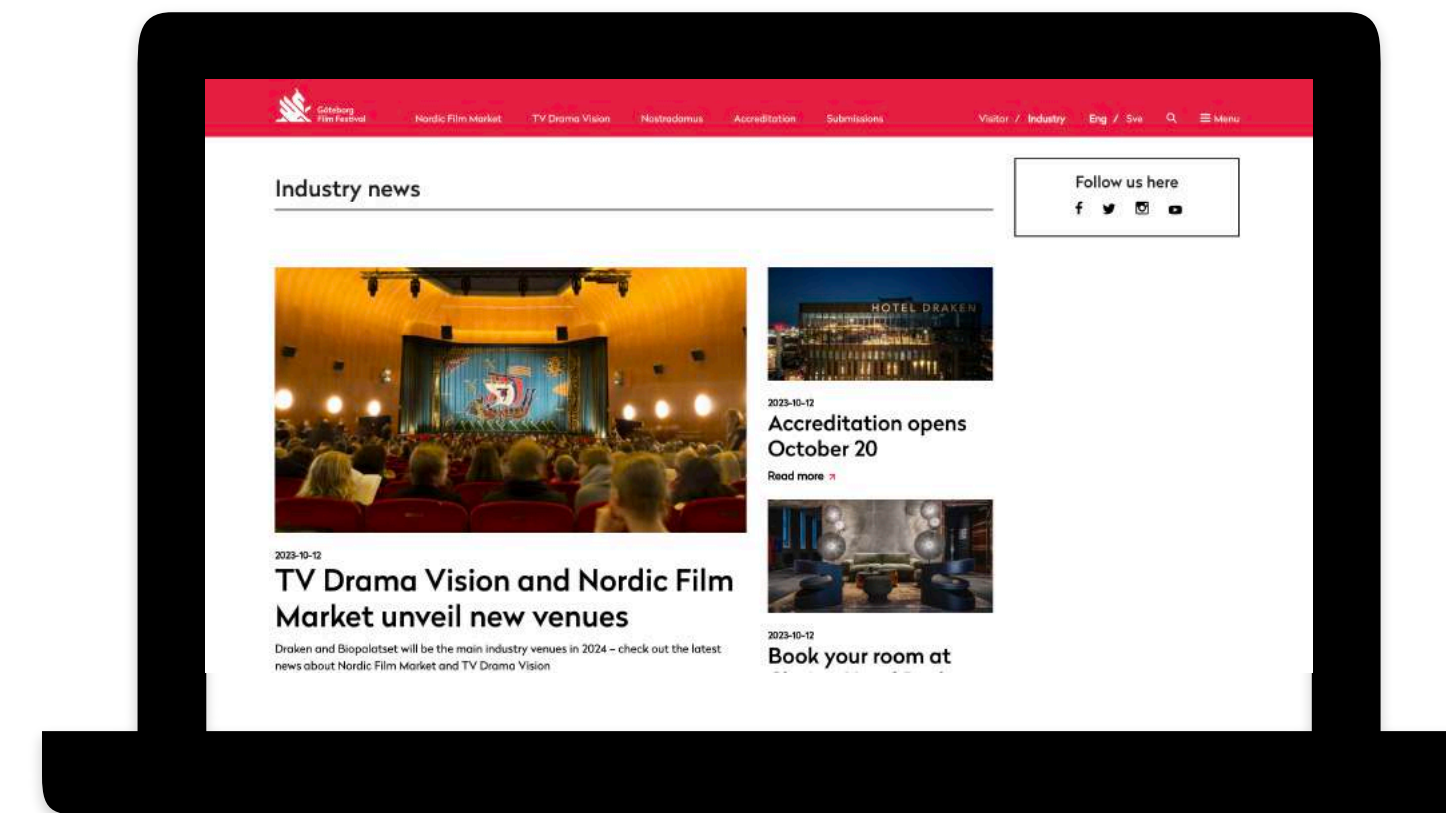 Göteborg
Film Festival
Nordic Film Market
TV Drama Vision
Nostradamus
Accreditation
Submissions
Visitor / Industry
Eng / Sve
Menu
Industry news
Follow us here
HOTEL DRAKEN
2023-10-12
Accreditation opens
October 20
Read more
2023-10-12
TV Drama Vision and Nordic Film
Market unveil new venues
Draken and Biopalatset will be the main industry venues in 2024 – check out the latest
news about Nordic Film Market and TV Drama Vision
2023-10-12
Book your room at